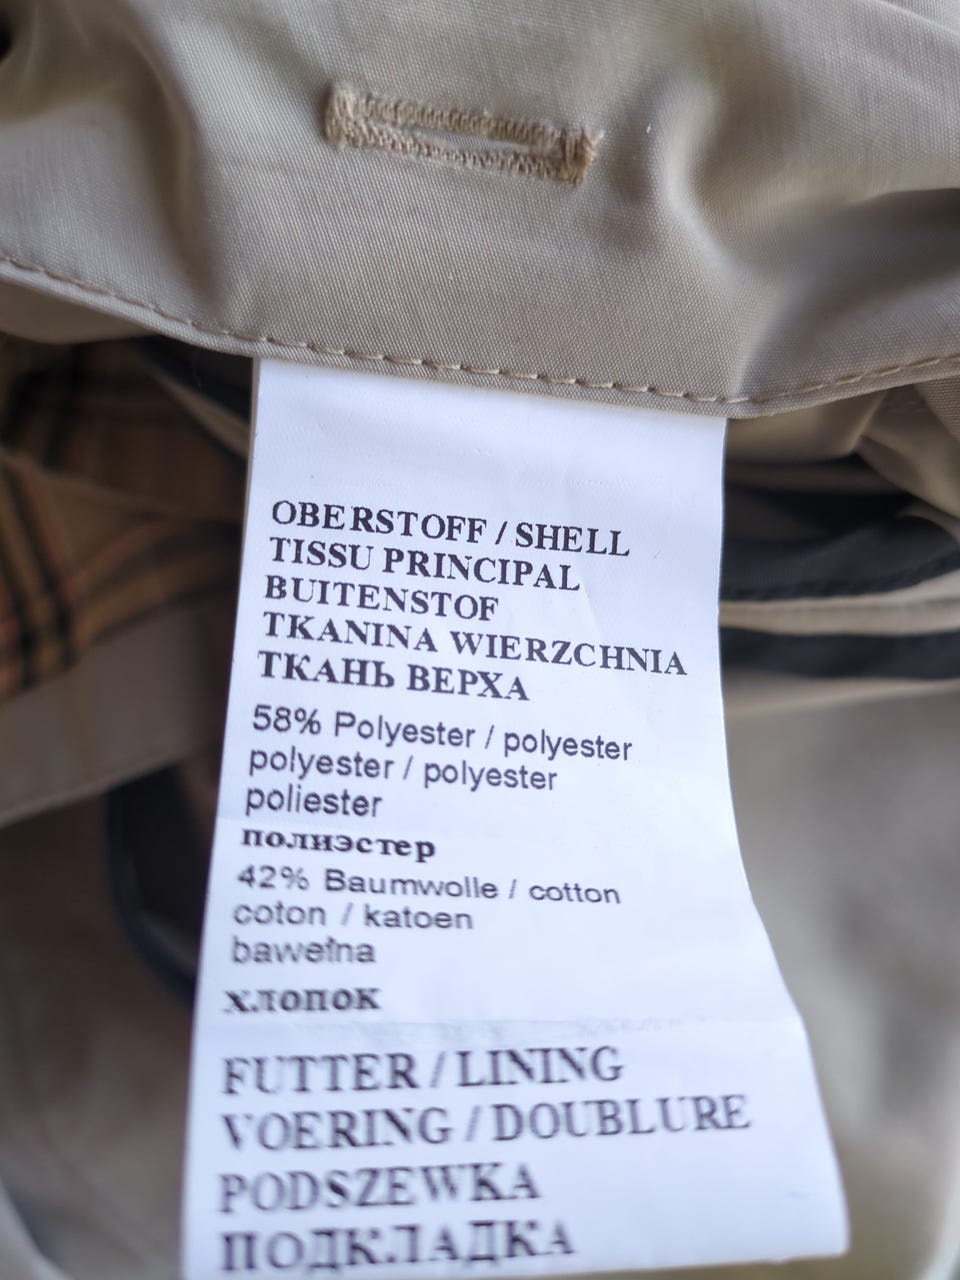 OBERSTOFF / SHELL
TISSU PRINCIPAL
BUITENSTOF
TKANINA WIERZCHNIA
ТКАНЬ ВЕРХА
58% Polyester / polyester
polyester / polyester
poliester
полиэстер
42% Baumwolle / cotton
coton / katoen
bawełna
хлопок
FUTTER / LINING
VOERING / DOUBLURE
PODSZEWKA
ПОДКЛАДКА